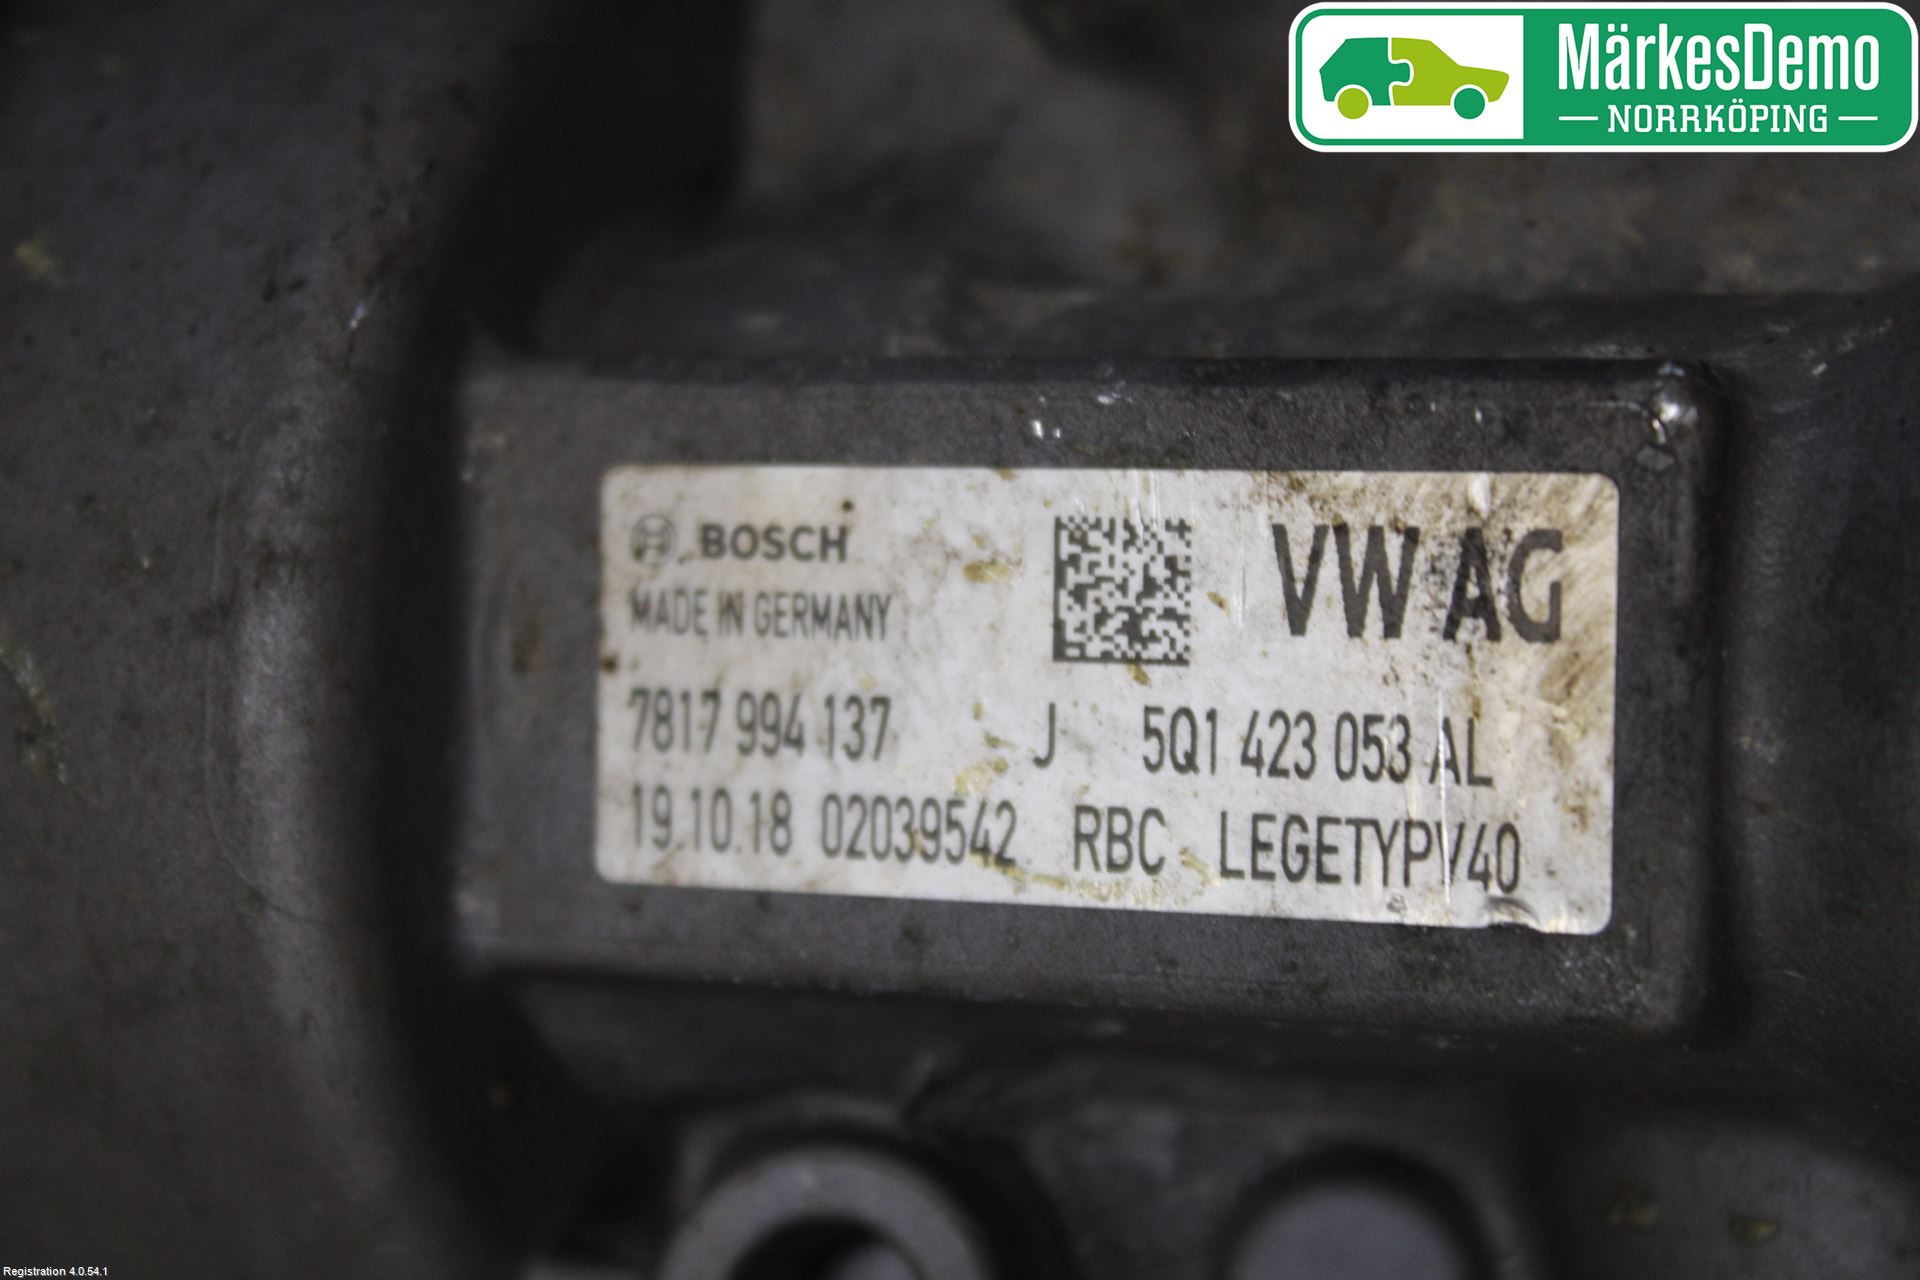 MärkesDemo
NORRKÖPING
BOSCH
VW AG
MADE IN GERMANY
7817 994 137 J 5Q1 423 053 AL
19.10.18 02039542 RBC LEGETYPV40
Registration 4.0.54.1